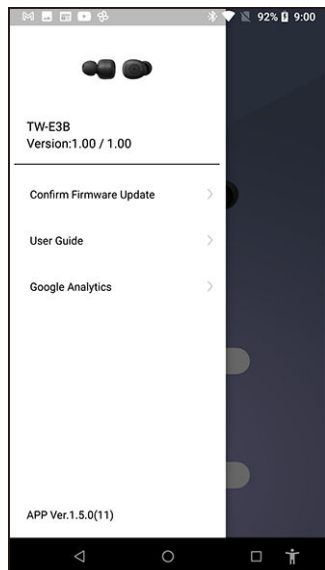 92% 9:00
TW-E3B
Version:1.00 / 1.00
Confirm Firmware Update
User Guide
Google Analytics
APP Ver.1.5.0(11)